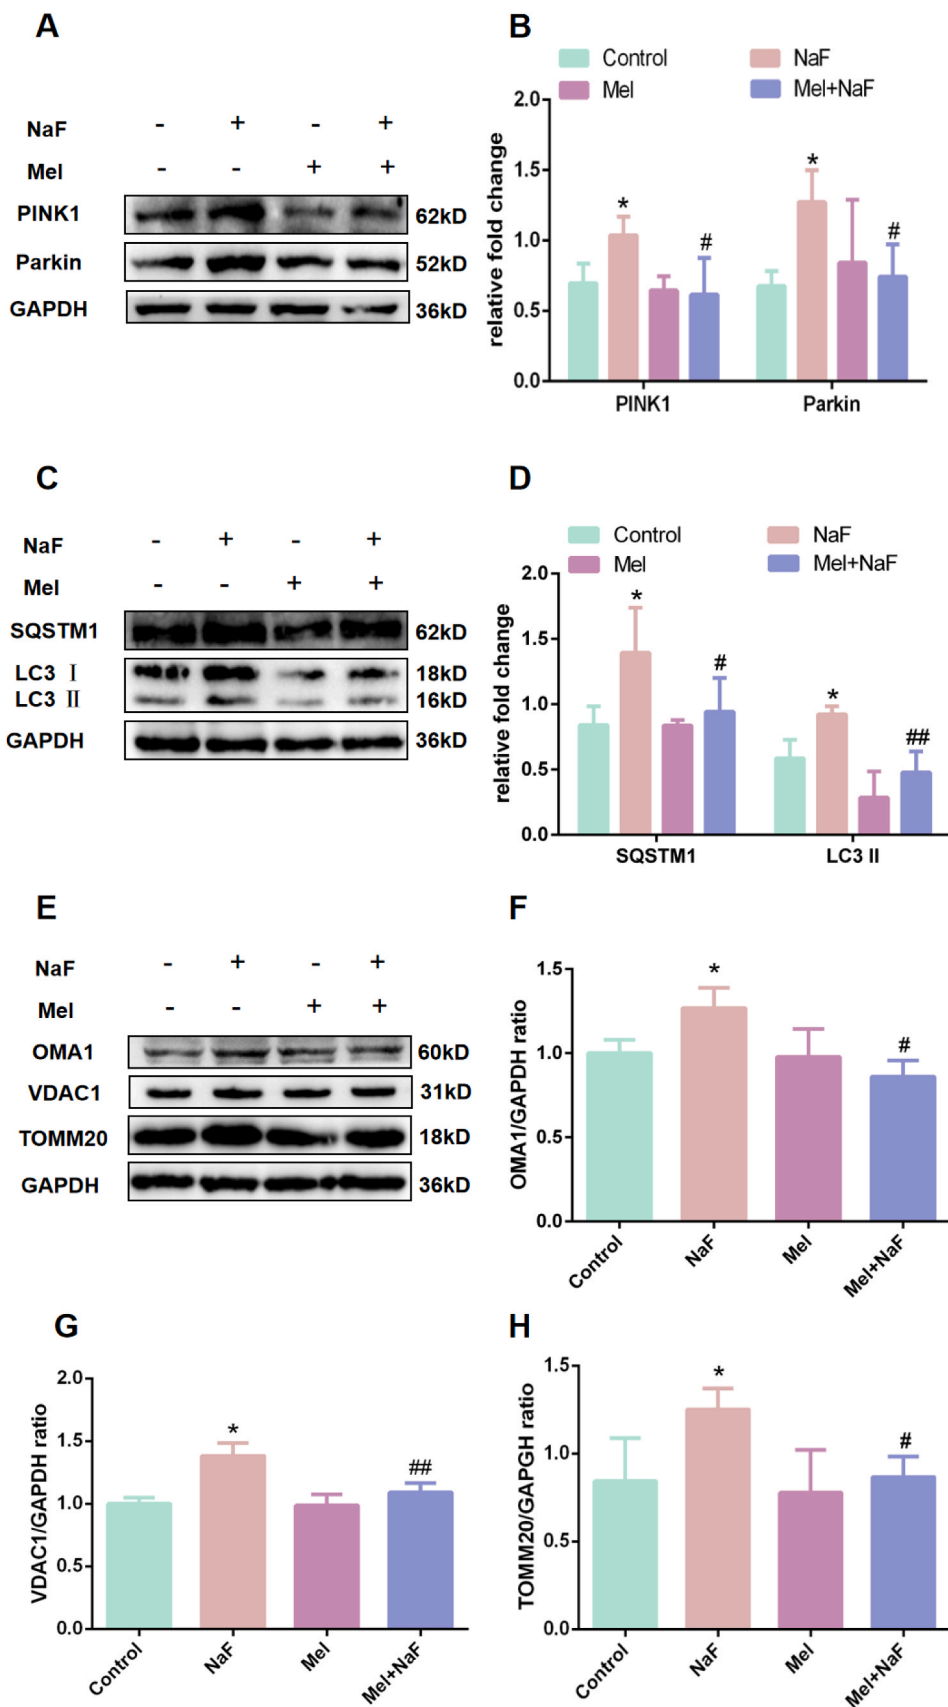 A
NaF - + - +
Mel - - + +
PINK1 62kD
Parkin 52kD
GAPDH 36kD
B
Control NaF
Mel Mel+NaF
relative fold change
2.0
1.5
1.0
0.5
0.0
* # * #
PINK1 Parkin
C
NaF - + - +
Mel - - + +
SQSTM1 62kD
LC3 I 18kD
LC3 II 16kD
GAPDH 36kD
D
Control NaF
Mel Mel+NaF
relative fold change
2.0
1.5
1.0
0.5
0.0
* # * ##
SQSTM1 LC3 II
E
NaF - + - +
Mel - - + +
OMA1 60kD
VDAC1 31kD
TOMM20 18kD
GAPDH 36kD
F
OMA1/GAPDH ratio
1.5
1.0
0.5
0.0
* #
Control NaF Mel Mel+NaF
G
VDAC1/GAPDH ratio
2.0
1.5
1.0
0.5
0.0
* ##
Control NaF Mel Mel+NaF
H
TOMM20/GAPGH ratio
1.5
1.0
0.5
0.0
* #
Control NaF Mel Mel+NaF